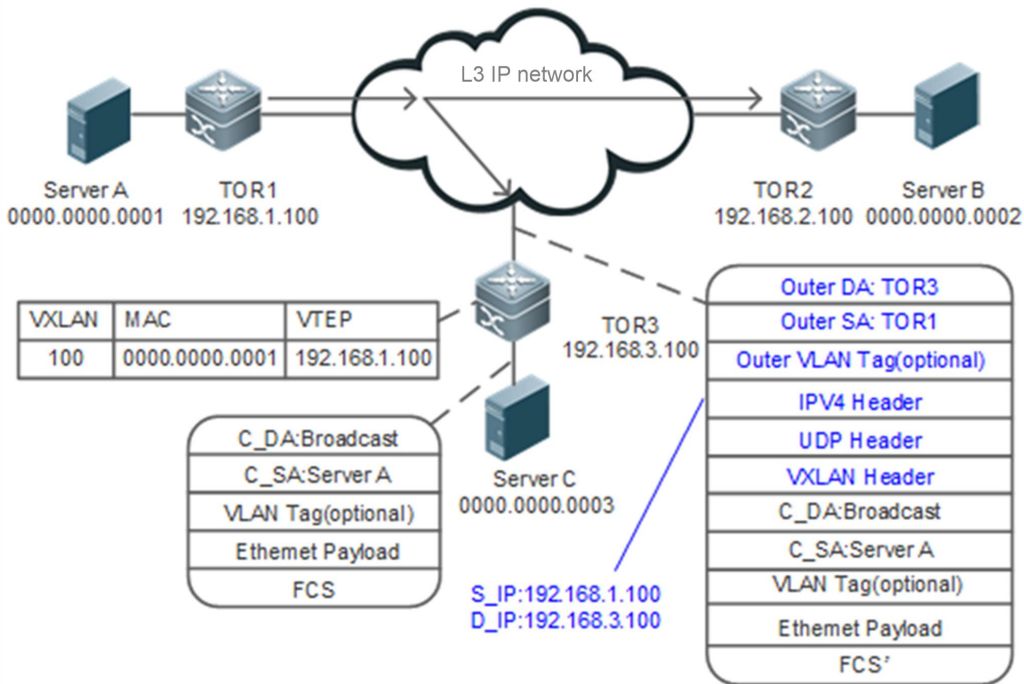 L3 IP network
Server A
0000.0000.0001
TOR1
192.168.1.100
TOR2
192.168.2.100
Server B
0000.0000.0002
VXLAN MAC VTEP
100 0000.0000.0001 192.168.1.100
TOR3
192.168.3.100
C_DA:Broadcast
C_SA:Server A
VLAN Tag(optional)
Ethemet Payload
FCS
Server C
0000.0000.0003
S_IP:192.168.1.100
D_IP:192.168.3.100
Outer DA: TOR3
Outer SA: TOR1
Outer VLAN Tag(optional)
IPV4 Header
UDP Header
VXLAN Header
C_DA:Broadcast
C_SA:Server A
VLAN Tag(optional)
Ethemet Payload
FCS'